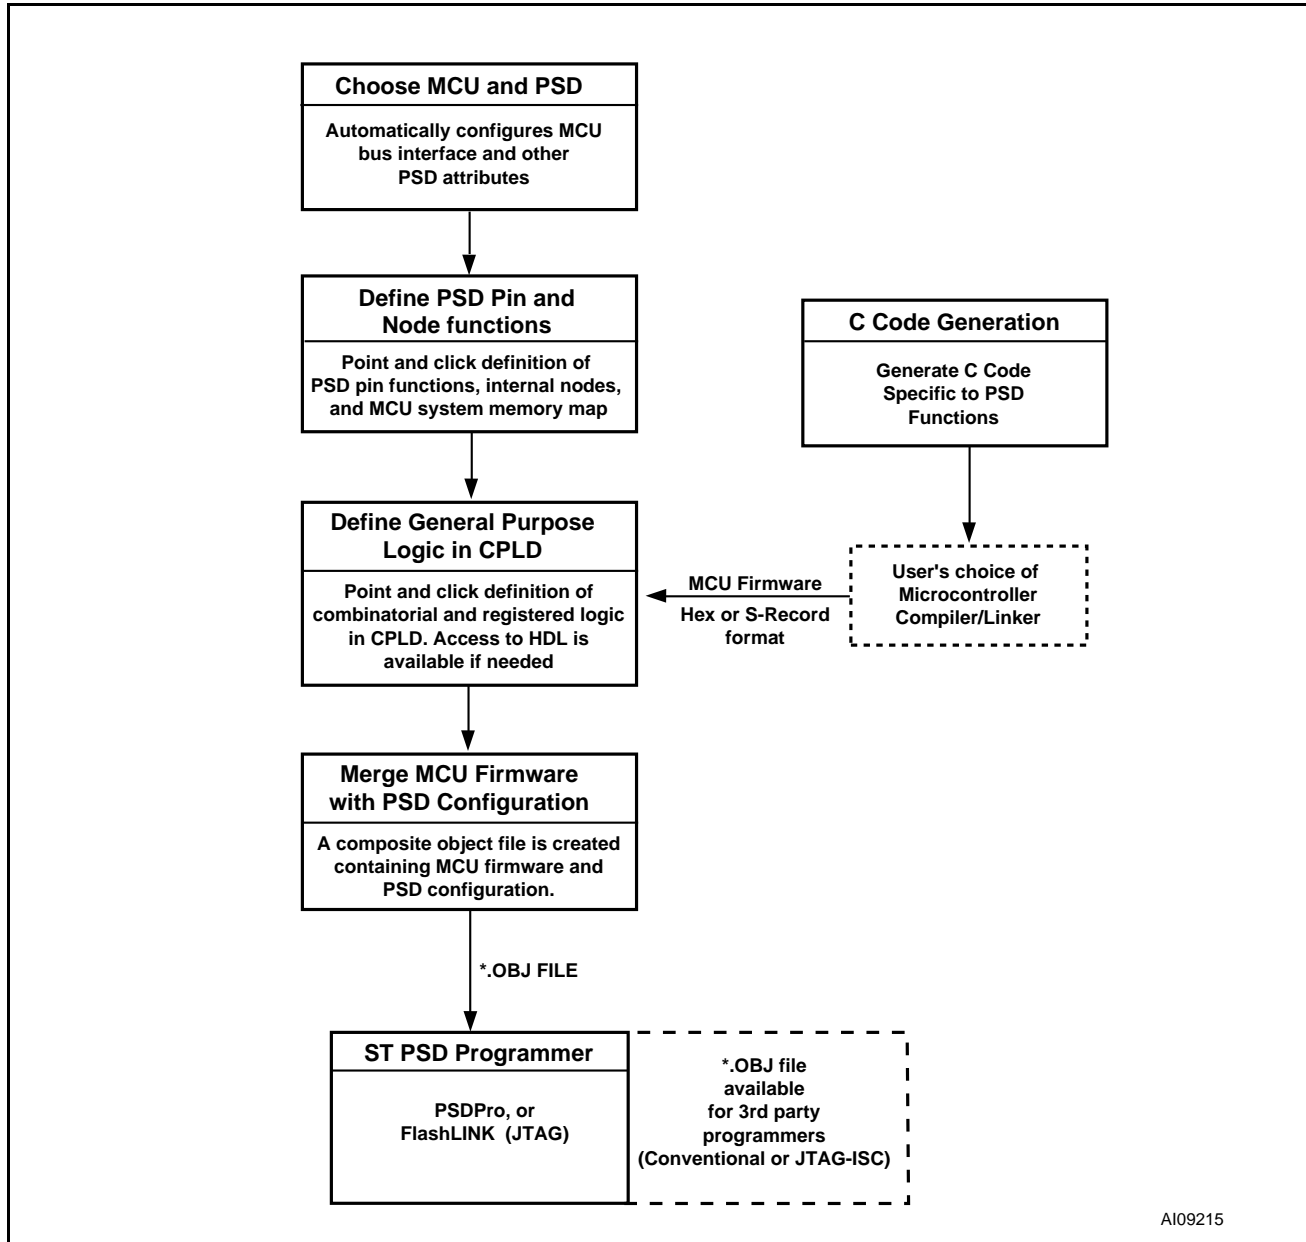 Choose MCU and PSD
Automatically configures MCU
bus interface and other
PSD attributes
Define PSD Pin and
Node functions
Point and click definition of
PSD pin functions, internal nodes,
and MCU system memory map
C Code Generation
Generate C Code
Specific to PSD
Functions
Define General Purpose
Logic in CPLD
Point and click definition of
combinatorial and registered logic
in CPLD. Access to HDL is
available if needed
MCU Firmware
Hex or S-Record
format
User's choice of
Microcontroller
Compiler/Linker
Merge MCU Firmware
with PSD Configuration
A composite object file is created
containing MCU firmware and
PSD configuration.
*.OBJ FILE
ST PSD Programmer
PSDPro, or
FlashLINK (JTAG)
*.OBJ file
available
for 3rd party
programmers
(Conventional or JTAG-ISC)
AI09215